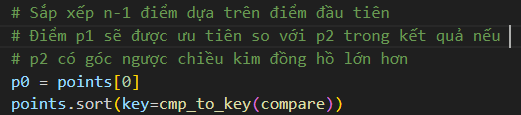 # Sắp xếp n-1 điểm dựa trên điểm đầu tiên
# Điểm p1 sẽ được ưu tiên so với p2 trong kết quả nếu
# p2 có góc ngược chiều kim đồng hồ lớn hơn
p0 = points[0]
points.sort(key=cmp_to_key(compare))